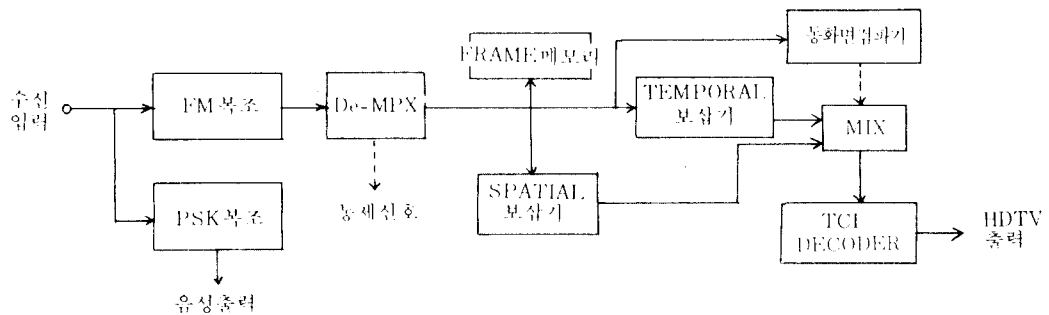 수신
입력
FM복조
De-MPX
FRAME메모리
동화면검파기
TEMPORAL
보삽기
MIX
PSK복조
통제신호
SPATIAL
보삽기
TCI
DECODER
HDTV
출력
음성출력